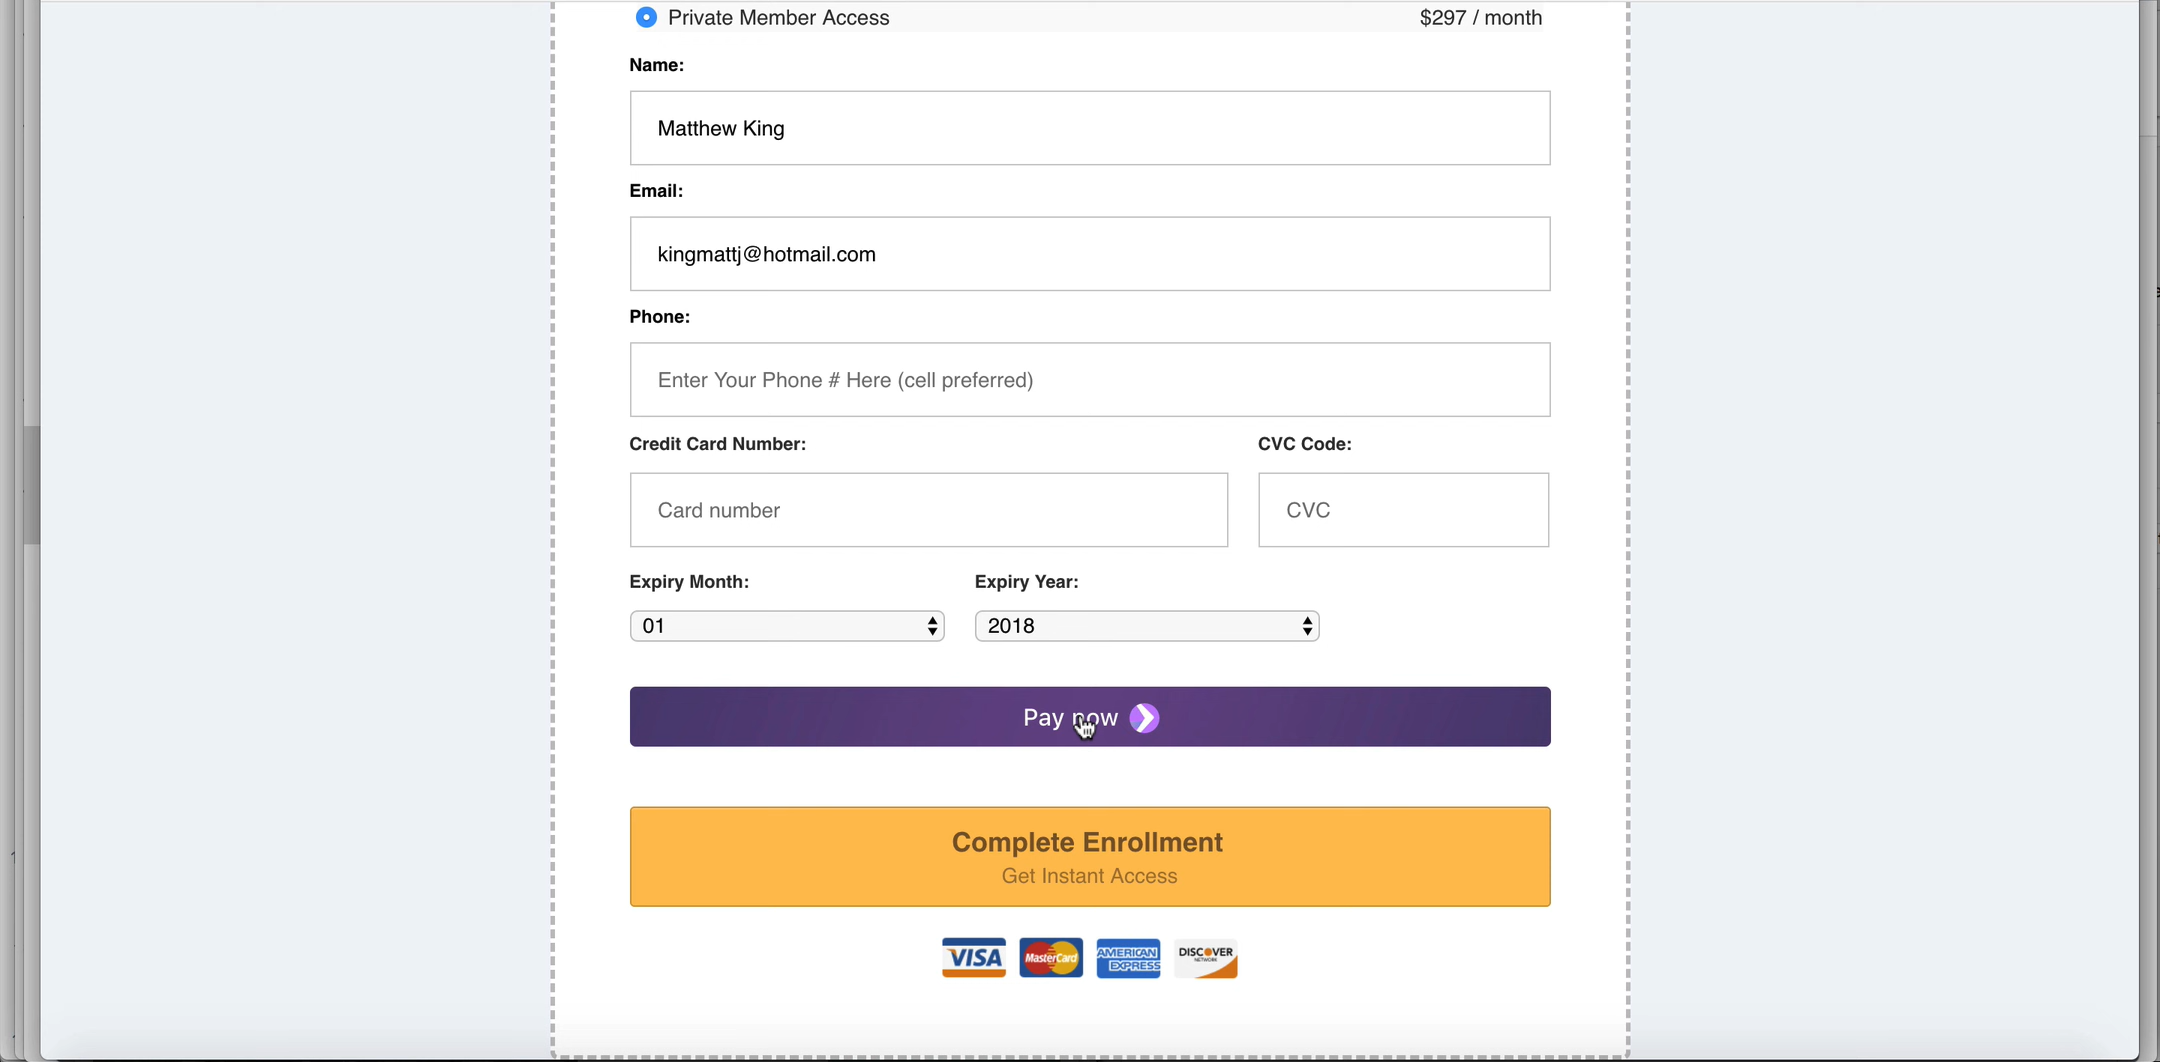 Private Member Access $297 / month
Name:
Matthew King
Email:
kingmattj@hotmail.com
Phone:
Enter Your Phone # Here (cell preferred)
Credit Card Number: CVC Code:
Card number CVC
Expiry Month: Expiry Year:
01 2018
Pay now
Complete Enrollment
Get Instant Access
VISA MasterCard AMERICAN EXPRESS DISCOVER NETWORK